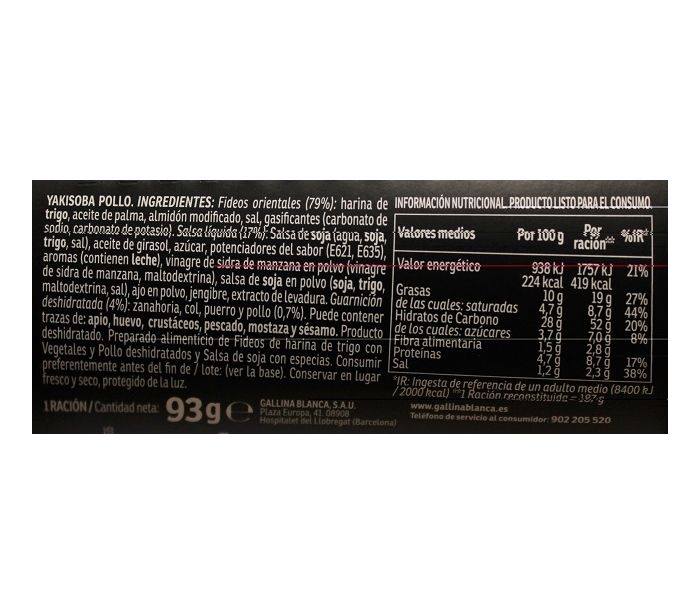 YAKISOBA POLLO. INGREDIENTES: Fideos orientales (79%): harina de
trigo, aceite de palma, almidón modificado, sal, gasificantes (carbonato de
sodio, carbonato de potasio). Salsa líquida (17%): Salsa de soja (agua, soja,
trigo, sal), aceite de girasol, azúcar, potenciadores del sabor (E621, E635),
aromas (contienen leche), vinagre de sidra de manzana en polvo (vinagre
de sidra de manzana, maltodextrina), salsa de soja en polvo (soja, trigo,
maltodextrina, sal), ajo en polvo, jengibre, extracto de levadura. Guarnición
deshidratada (4%): zanahoria, col, puerro y pollo (0,7%). Puede contener
trazas de: apio, huevo, crustáceos, pescado, mostaza y sésamo. Producto
deshidratado. Preparado alimenticio de Fideos de harina de trigo con
Vegetales y Pollo deshidratados y Salsa de soja con especias. Consumir
preferentemente antes del fin de / lote: (ver la base). Conservar en lugar
fresco y seco, protegido de la luz.
1 RACIÓN / Cantidad neta: 93g e
GALLINA BLANCA, S.A.U.
Plaza Europa, 41. 08908
Hospitalet del Llobregat (Barcelona)
INFORMACIÓN NUTRICIONAL. PRODUCTO LISTO PARA EL CONSUMO.
Valores medios Por 100 g Por ración** %IR*
Valor energético 938 kJ 1757 kJ 21%
224 kcal 419 kcal
Grasas 10 g 19 g 27%
de las cuales: saturadas 4,7 g 8,7 g 44%
Hidratos de Carbono 28 g 52 g 20%
de los cuales: azúcares 3,7 g 7,0 g 8%
Fibra alimentaria 1,5 g 2,8 g
Proteínas 4,7 g 8,7 g 17%
Sal 1,2 g 2,3 g 38%
*IR: Ingesta de referencia de un adulto medio (8400 kJ
/ 2000 kcal) **1 Ración reconstituida = 187 g
www.gallinablanca.es
Teléfono de servicio al consumidor: 902 205 520